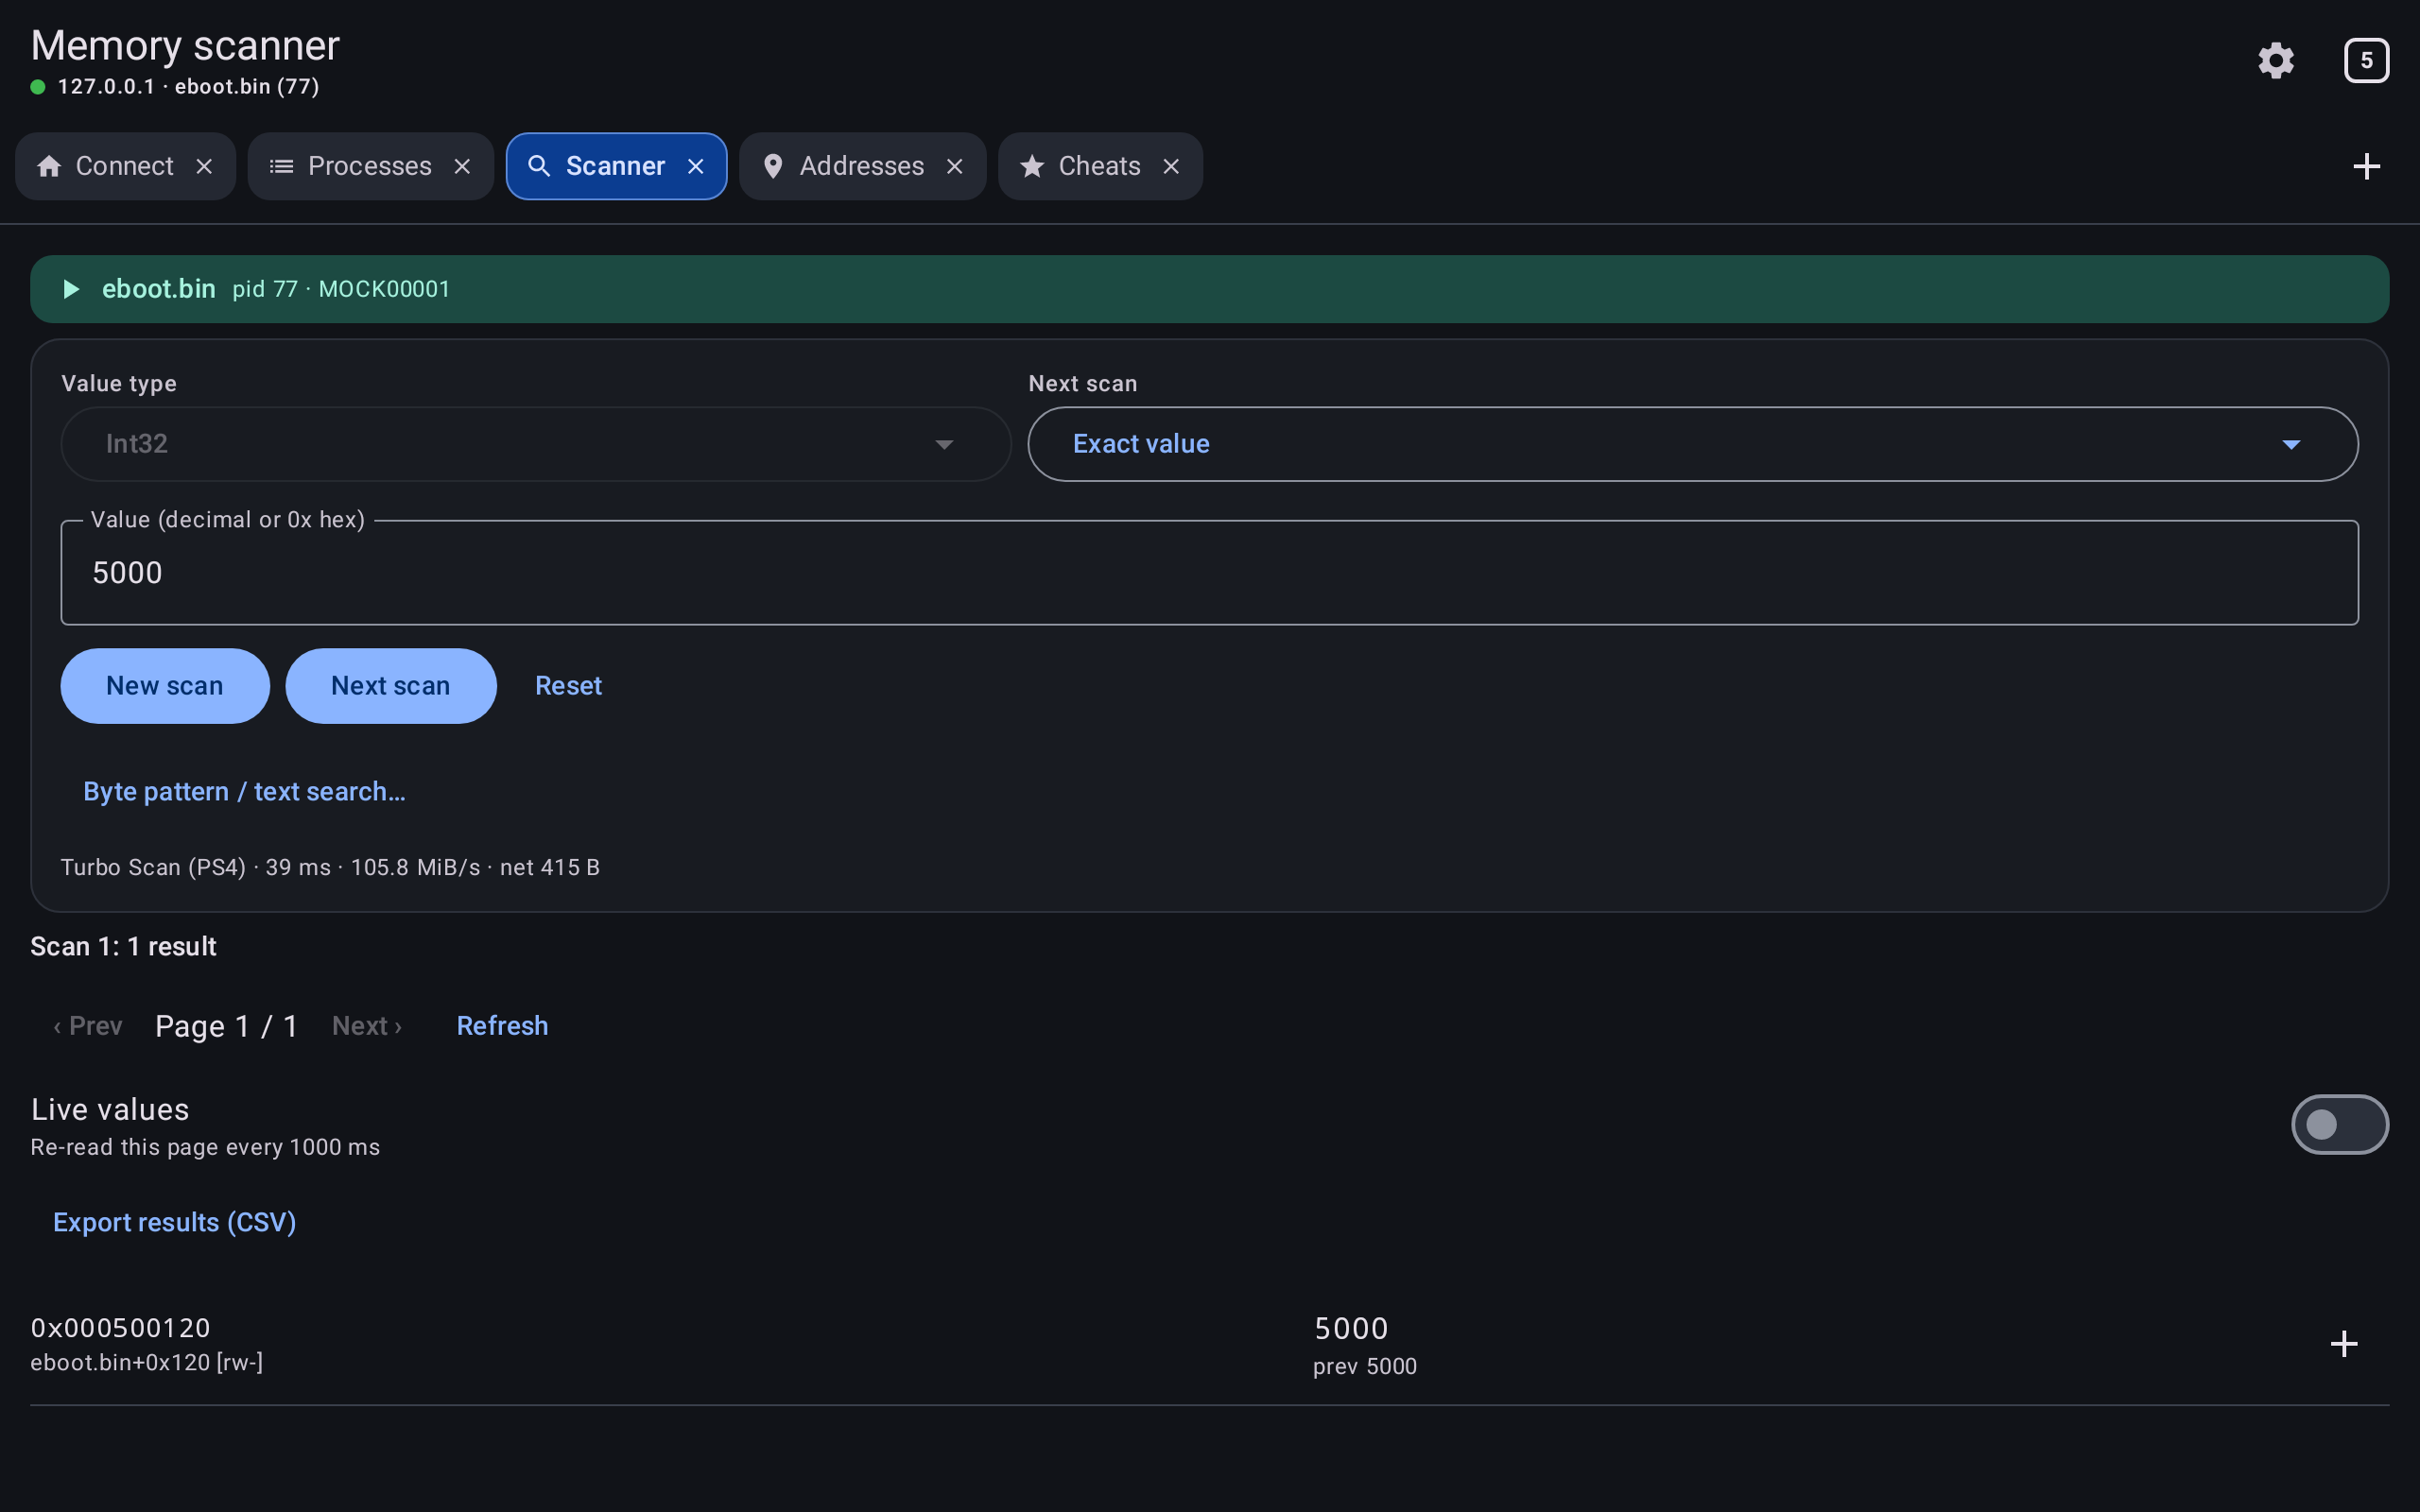 Memory scanner
127.0.0.1 · eboot.bin (77)
5
Connect
Processes
Scanner
Addresses
Cheats
eboot.bin pid 77 · MOCK00001
Value type
Next scan
Int32
Exact value
Value (decimal or 0x hex)
5000
New scan
Next scan
Reset
Byte pattern / text search…
Turbo Scan (PS4) · 39 ms · 105.8 MiB/s · net 415 B
Scan 1: 1 result
‹ Prev
Page 1 / 1
Next ›
Refresh
Live values
Re-read this page every 1000 ms
Export results (CSV)
0x000500120
5000
eboot.bin+0x120 [rw-]
prev 5000